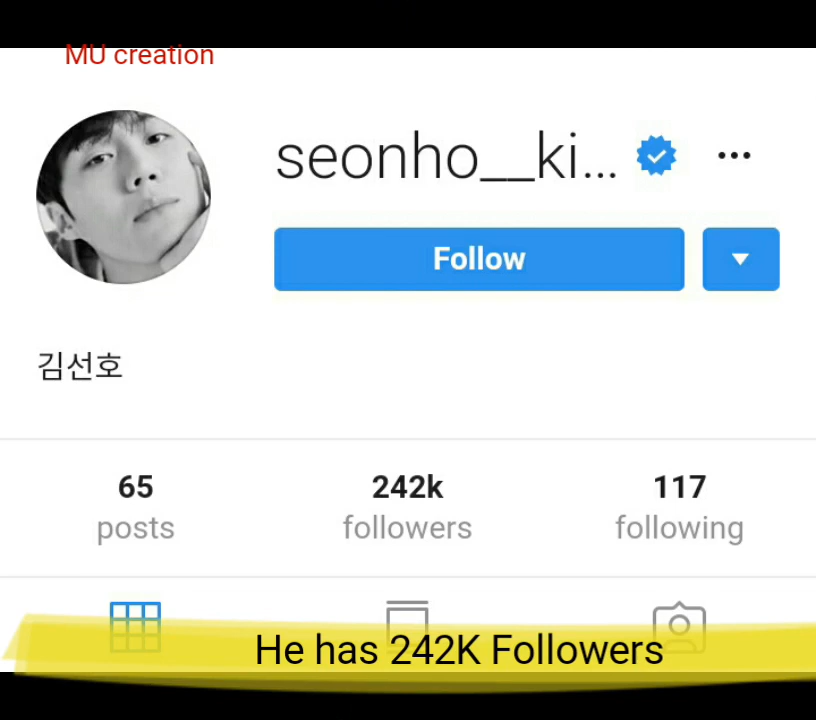 MU creation
seonho__ki...
Follow
김선호
65
posts
242k
followers
117
following
He has 242K Followers